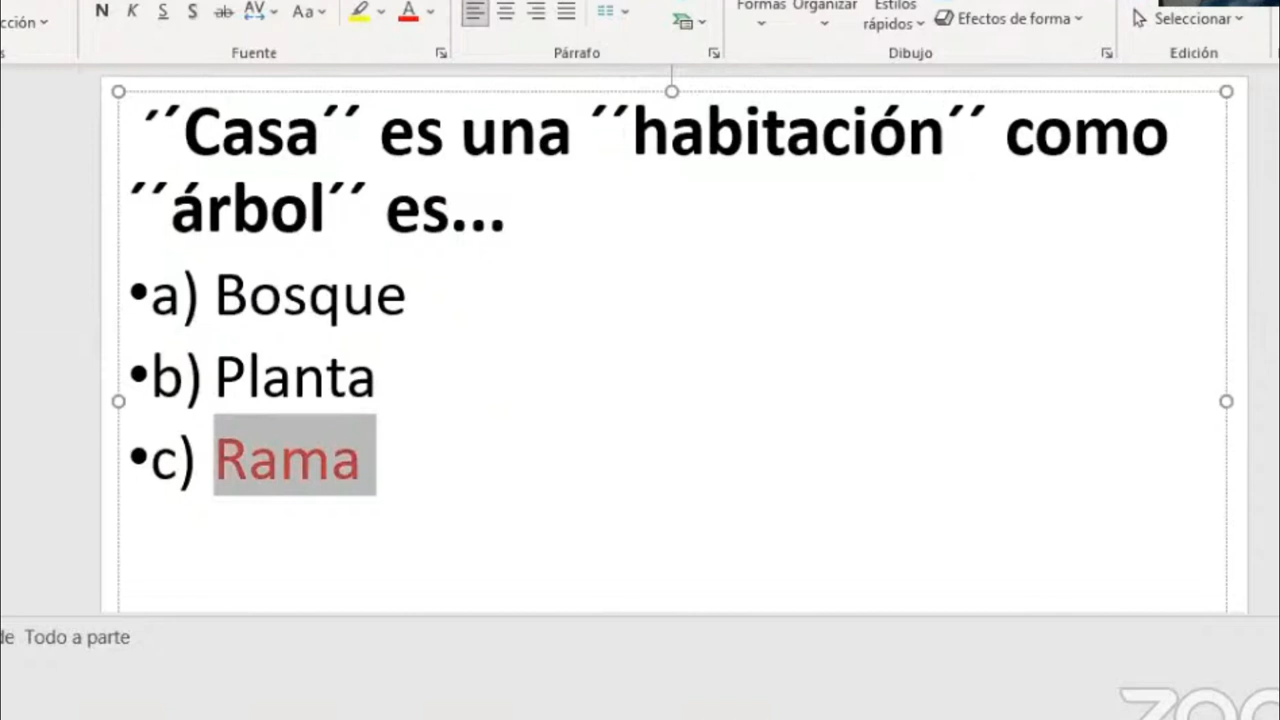 cción
N K S S ab AV Aa A
Formas Organizar Estilos rápidos Efectos de forma Seleccionar
Fuente Párrafo Dibujo Edición
´´Casa´´ es una ´´habitación´´ como
´´árbol´´ es...
•a) Bosque
•b) Planta
•c) Rama
de Todo a parte